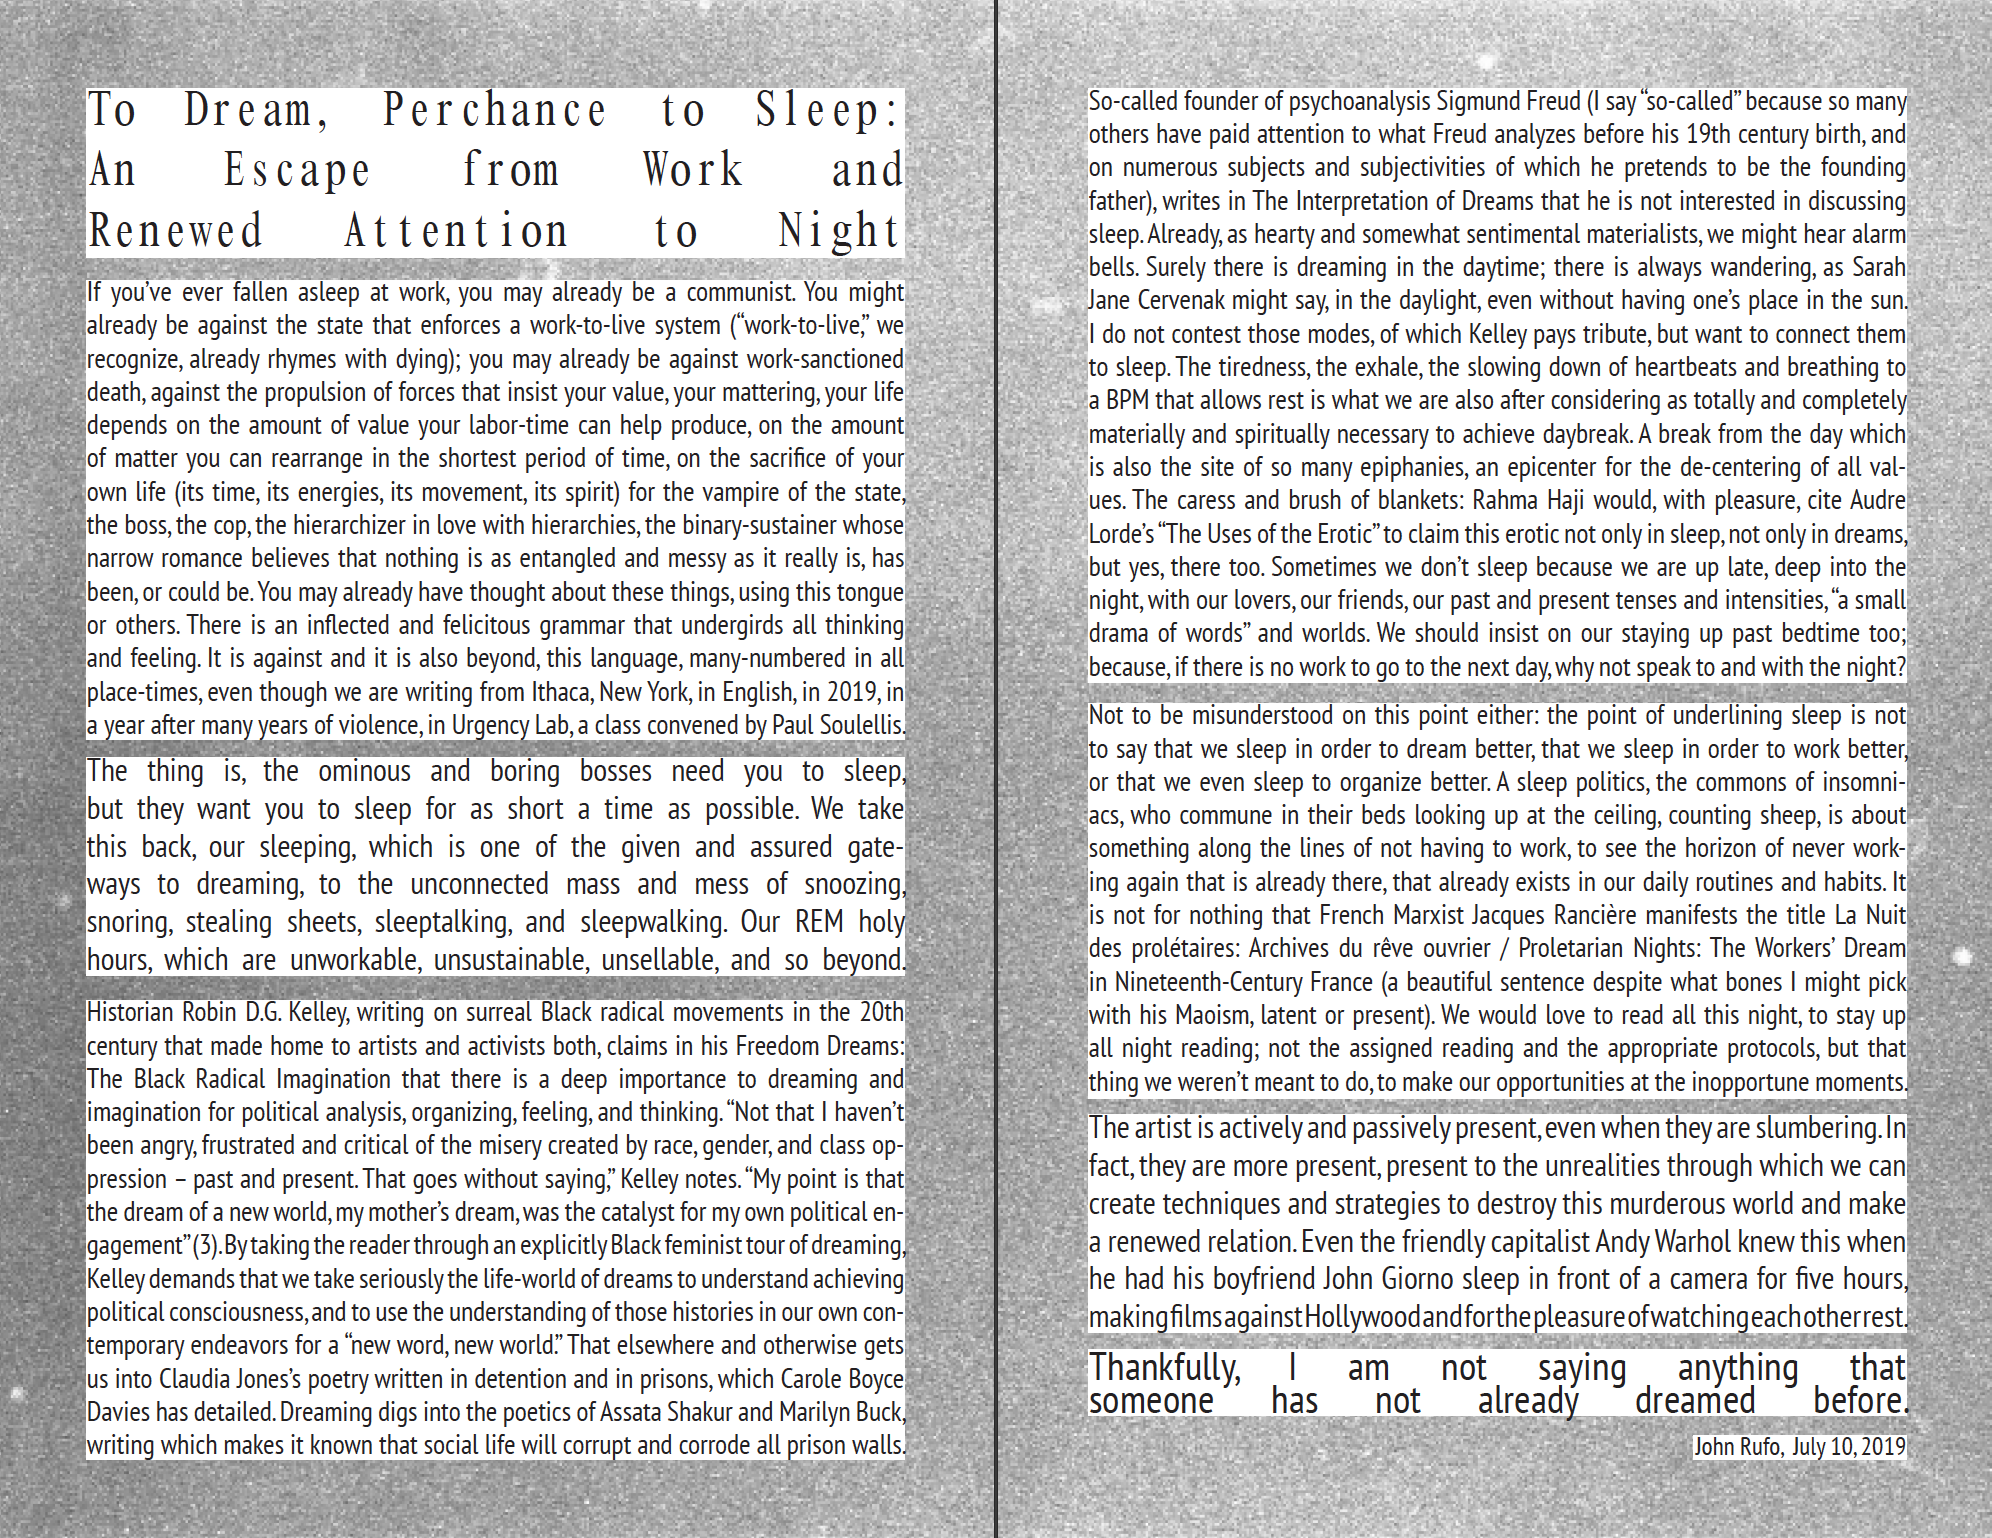 To Dream, Perchance to Sleep:
An Escape from Work and
Renewed Attention to Night
If you’ve ever fallen asleep at work, you may already be a communist. You might
already be against the state that enforces a work-to-live system (“work-to-live,” we
recognize, already rhymes with dying); you may already be against work-sanctioned
death, against the propulsion of forces that insist your value, your mattering, your life
depends on the amount of value your labor-time can help produce, on the amount
of matter you can rearrange in the shortest period of time, on the sacrifice of your
own life (its time, its energies, its movement, its spirit) for the vampire of the state,
the boss, the cop, the hierarchizer in love with hierarchies, the binary-sustainer whose
narrow romance believes that nothing is as entangled and messy as it really is, has
been, or could be. You may already have thought about these things, using this tongue
or others. There is an inflected and felicitous grammar that undergirds all thinking
and feeling. It is against and it is also beyond, this language, many-numbered in all
place-times, even though we are writing from Ithaca, New York, in English, in 2019, in
a year after many years of violence, in Urgency Lab, a class convened by Paul Soulellis.
The thing is, the ominous and boring bosses need you to sleep,
but they want you to sleep for as short a time as possible. We take
this back, our sleeping, which is one of the given and assured gate-
ways to dreaming, to the unconnected mass and mess of snoozing,
snoring, stealing sheets, sleeptalking, and sleepwalking. Our REM holy
hours, which are unworkable, unsustainable, unsellable, and so beyond.
Historian Robin D.G. Kelley, writing on surreal Black radical movements in the 20th
century that made home to artists and activists both, claims in his Freedom Dreams:
The Black Radical Imagination that there is a deep importance to dreaming and
imagination for political analysis, organizing, feeling, and thinking. “Not that I haven’t
been angry, frustrated and critical of the misery created by race, gender, and class op-
pression – past and present. That goes without saying,” Kelley notes. “My point is that
the dream of a new world, my mother’s dream, was the catalyst for my own political en-
gagement” (3). By taking the reader through an explicitly Black feminist tour of dreaming,
Kelley demands that we take seriously the life-world of dreams to understand achieving
political consciousness, and to use the understanding of those histories in our own con-
temporary endeavors for a “new word, new world.” That elsewhere and otherwise gets
us into Claudia Jones’s poetry written in detention and in prisons, which Carole Boyce
Davies has detailed. Dreaming digs into the poetics of Assata Shakur and Marilyn Buck,
writing which makes it known that social life will corrupt and corrode all prison walls.
So-called founder of psychoanalysis Sigmund Freud (I say “so-called” because so many
others have paid attention to what Freud analyzes before his 19th century birth, and
on numerous subjects and subjectivities of which he pretends to be the founding
father), writes in The Interpretation of Dreams that he is not interested in discussing
sleep. Already, as hearty and somewhat sentimental materialists, we might hear alarm
bells. Surely there is dreaming in the daytime; there is always wandering, as Sarah
Jane Cervenak might say, in the daylight, even without having one’s place in the sun.
I do not contest those modes, of which Kelley pays tribute, but want to connect them
to sleep. The tiredness, the exhale, the slowing down of heartbeats and breathing to
a BPM that allows rest is what we are also after considering as totally and completely
materially and spiritually necessary to achieve daybreak. A break from the day which
is also the site of so many epiphanies, an epicenter for the de-centering of all val-
ues. The caress and brush of blankets: Rahma Haji would, with pleasure, cite Audre
Lorde’s “The Uses of the Erotic” to claim this erotic not only in sleep, not only in dreams,
but yes, there too. Sometimes we don’t sleep because we are up late, deep into the
night, with our lovers, our friends, our past and present tenses and intensities, “a small
drama of words” and worlds. We should insist on our staying up past bedtime too;
because, if there is no work to go to the next day, why not speak to and with the night?
Not to be misunderstood on this point either: the point of underlining sleep is not
to say that we sleep in order to dream better, that we sleep in order to work better,
or that we even sleep to organize better. A sleep politics, the commons of insomni-
acs, who commune in their beds looking up at the ceiling, counting sheep, is about
something along the lines of not having to work, to see the horizon of never work-
ing again that is already there, that already exists in our daily routines and habits. It
is not for nothing that French Marxist Jacques Rancière manifests the title La Nuit
des prolétaires: Archives du rêve ouvrier / Proletarian Nights: The Workers’ Dream
in Nineteenth-Century France (a beautiful sentence despite what bones I might pick
with his Maoism, latent or present). We would love to read all this night, to stay up
all night reading; not the assigned reading and the appropriate protocols, but that
thing we weren’t meant to do, to make our opportunities at the inopportune moments.
The artist is actively and passively present, even when they are slumbering. In
fact, they are more present, present to the unrealities through which we can
create techniques and strategies to destroy this murderous world and make
a renewed relation. Even the friendly capitalist Andy Warhol knew this when
he had his boyfriend John Giorno sleep in front of a camera for five hours,
making films against Hollywood and for the pleasure of watching each other rest.
Thankfully, I am not saying anything that
someone has not already dreamed before.
John Rufo, July 10, 2019